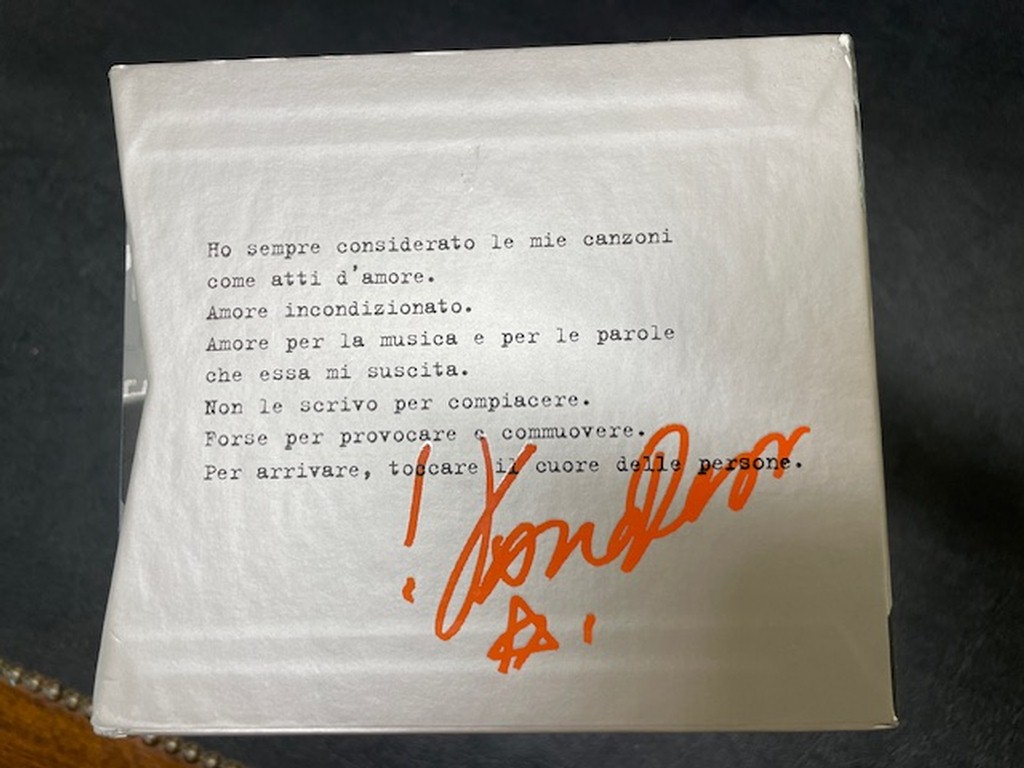 Ho sempre considerato le mie canzoni
come atti d'amore.
Amore incondizionato.
Amore per la musica e per le parole
che essa mi suscita.
Non le scrivo per compiacere.
Forse per provocare e commuovere.
Per arrivare, toccare il cuore delle persone.